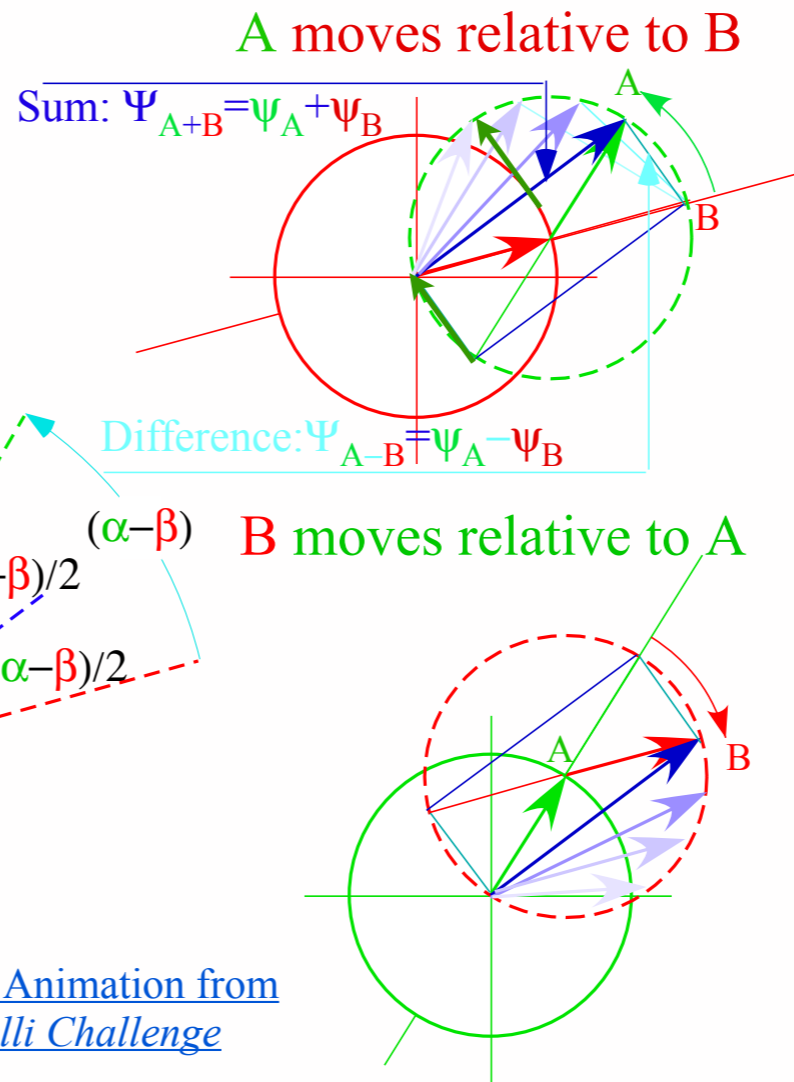 A moves relative to B
A
Sum: Ψ_A+B=ψ_A+ψ_B
B
Difference:Ψ_A−B=ψ_A−ψ_B
(α−β)
B moves relative to A
β)/2
α−β)/2
A
B
Animation from
Challenge